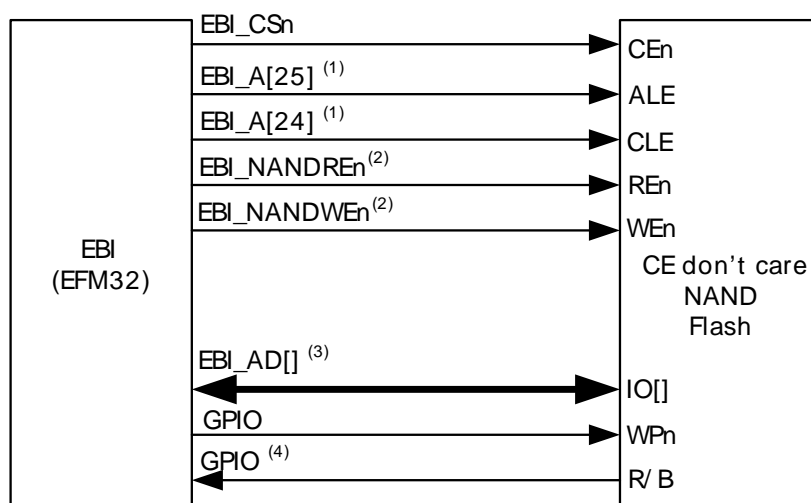 EBI_CSn CEn
EBI_A[25] (1) ALE
EBI_A[24] (1) CLE
EBI_NANDREn(2) REn
EBI_NANDWEn(2) WEn
EBI
(EFM32)
CE don't care
NAND
Flash
EBI_AD[] (3) IO[]
GPIO WPn
GPIO (4) R/B